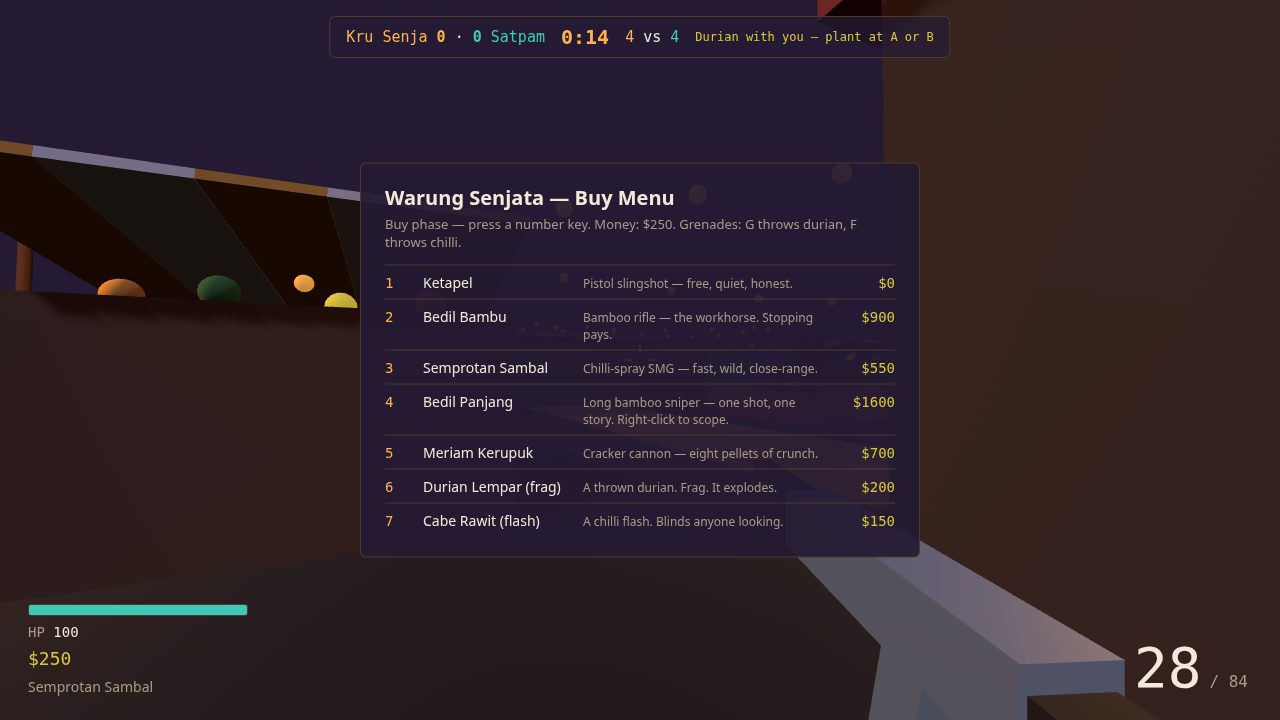 Kru Senja 0 · 0 Satpam 0:14 4 vs 4 Durian with you — plant at A or B
Warung Senjata — Buy Menu
Buy phase — press a number key. Money: $250. Grenades: G throws durian, F
throws chilli.
1 Ketapel Pistol slingshot — free, quiet, honest. $0
2 Bedil Bambu Bamboo rifle — the workhorse. Stopping $900
pays.
3 Semprotan Sambal Chilli-spray SMG — fast, wild, close-range. $550
4 Bedil Panjang Long bamboo sniper — one shot, one $1600
story. Right-click to scope.
5 Meriam Kerupuk Cracker cannon — eight pellets of crunch. $700
6 Durian Lempar (frag) A thrown durian. Frag. It explodes. $200
7 Cabe Rawit (flash) A chilli flash. Blinds anyone looking. $150
HP 100
$250
Semprotan Sambal
28 / 84